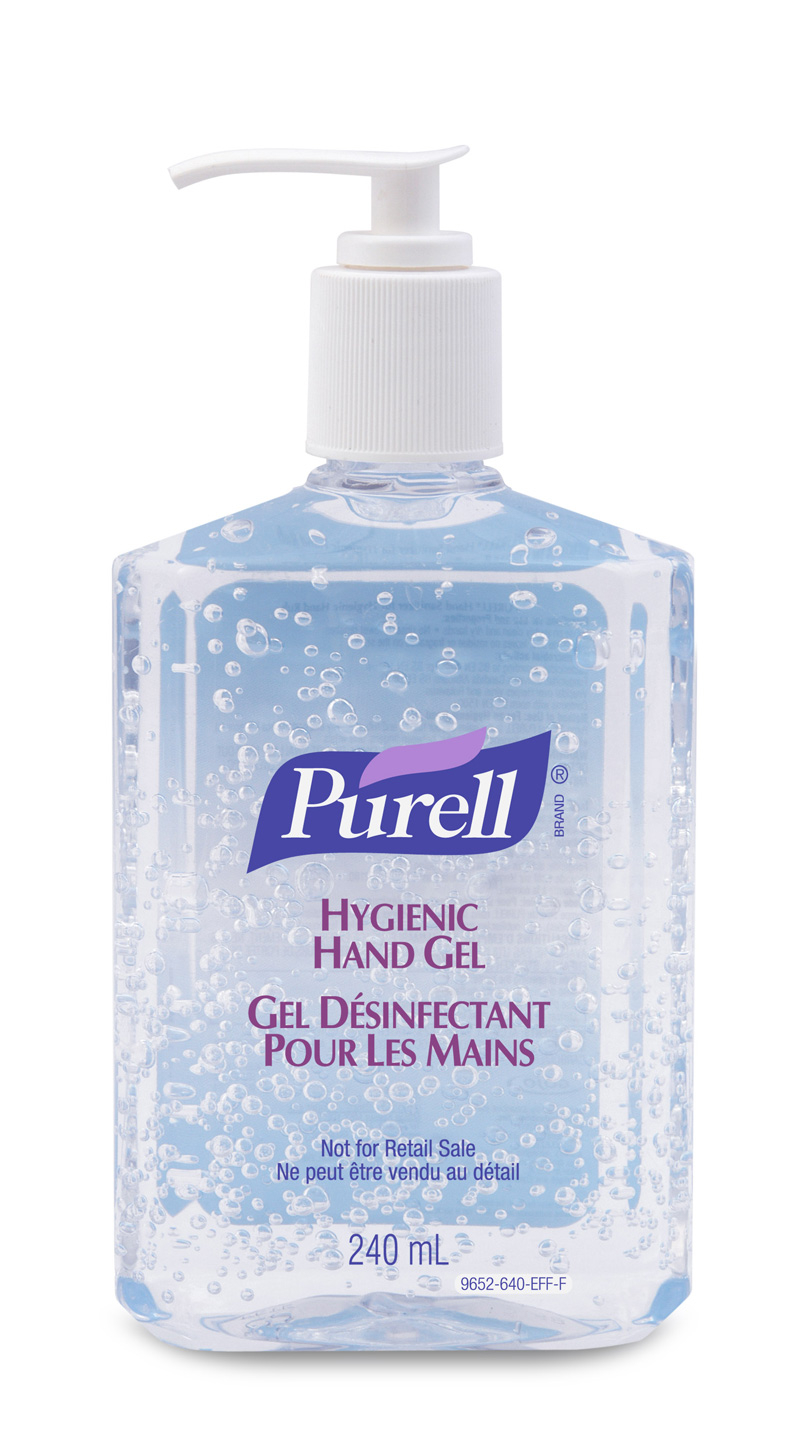 Purell
BRAND ®
HYGIENIC
HAND GEL
GEL DÉSINFECTANT
POUR LES MAINS
Not for Retail Sale
Ne peut être vendu au détail
240 mL
9652-640-EFF-F